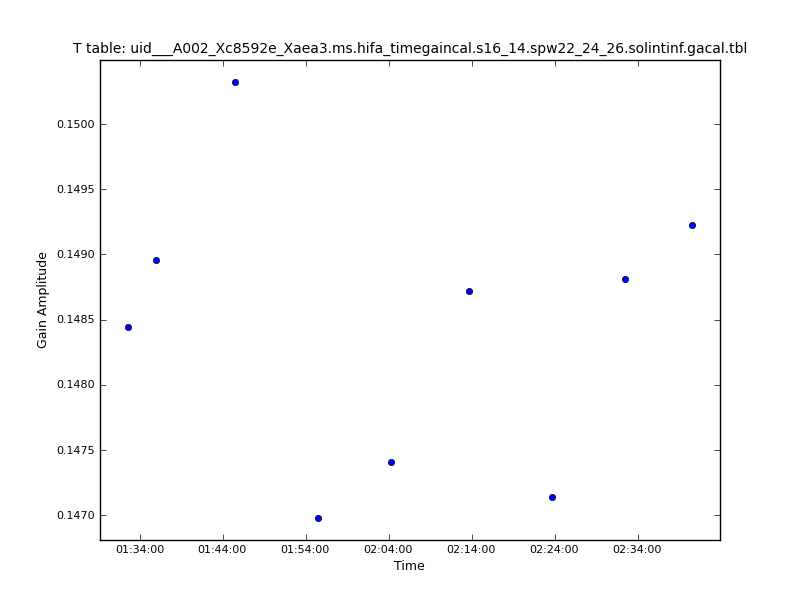 T table: uid___A002_Xc8592e_Xaea3.ms.hifa_timegaincal.s16_14.spw22_24_26.solintinf.gacal.tbl
0.1500
0.1495
0.1490
0.1485
0.1480
0.1475
0.1470
Gain Amplitude
01:34:00 01:44:00 01:54:00 02:04:00 02:14:00 02:24:00 02:34:00
Time